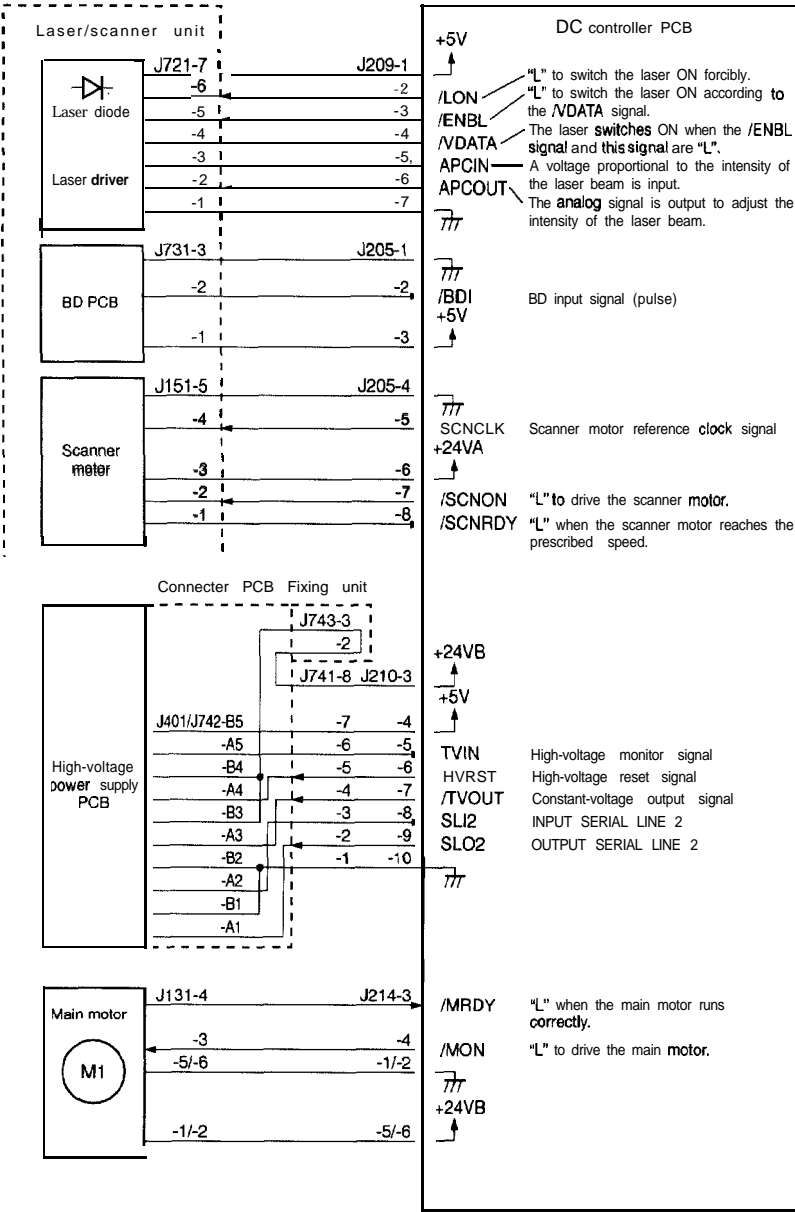 Laser/scanner unit
DC controller PCB
+5V
J721-7 J209-1
-6 -2
/LON "L" to switch the laser ON forcibly.
Laser diode
-5 -3
/ENBL "L" to switch the laser ON according to
the /VDATA signal.
-4 -4
/VDATA The laser switches ON when the /ENBL
signal and this signal are "L".
-3 -5,
APCIN A voltage proportional to the intensity of
the laser beam is input.
Laser driver
-2 -6
APCOUT The analog signal is output to adjust the
intensity of the laser beam.
-1 -7
J731-3 J205-1
BD PCB
-2 -2
/BDI BD input signal (pulse)
+5V
-1 -3
J151-5 J205-4
-4 -5
SCNCLK Scanner motor reference clock signal
+24VA
Scanner
motor
-3 -6
-2 -7
/SCNON "L" to drive the scanner motor.
-1 -8
/SCNRDY "L" when the scanner motor reaches the
prescribed speed.
Connecter PCB Fixing unit
J743-3
-2
+24VB
J741-8 J210-3
+5V
J401/J742-B5 -7 -4
-A5 -6 -5
TVIN High-voltage monitor signal
High-voltage
power supply
PCB
-B4 -5 -6
HVRST High-voltage reset signal
-A4 -4 -7
/TVOUT Constant-voltage output signal
-B3 -3 -8
SLI2 INPUT SERIAL LINE 2
-A3 -2 -9
SLO2 OUTPUT SERIAL LINE 2
-B2 -1 -10
-A2
-B1
-A1
Main motor
M1
J131-4 J214-3
/MRDY "L" when the main motor runs
correctly.
-3 -4
/MON "L" to drive the main motor.
-5/-6 -1/-2
+24VB
-1/-2 -5/-6